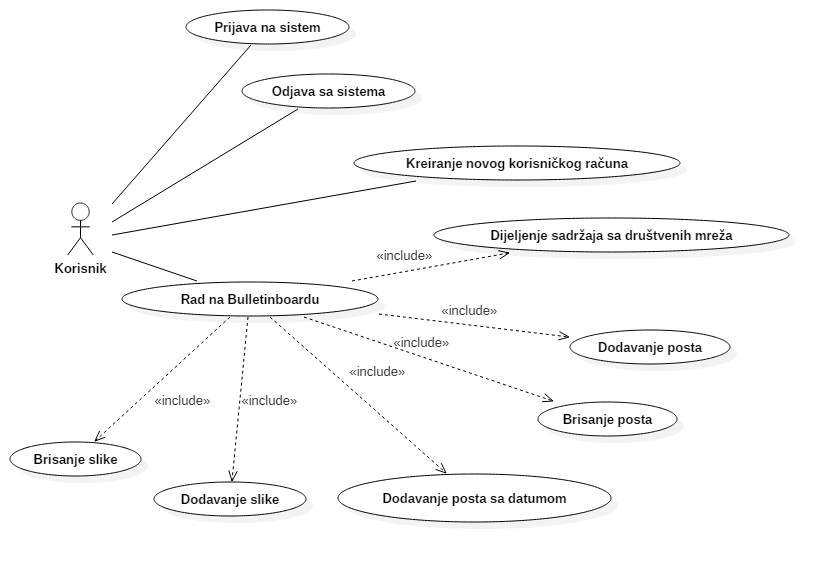 Prijava na sistem
Odjava sa sistema
Kreiranje novog korisničkog računa
Korisnik
Dijeljenje sadržaja sa društvenih mreža
«include»
Rad na Bulletinboardu
«include»
Dodavanje posta
«include»
«include»
Brisanje posta
«include»
«include»
Brisanje slike
Dodavanje slike
Dodavanje posta sa datumom